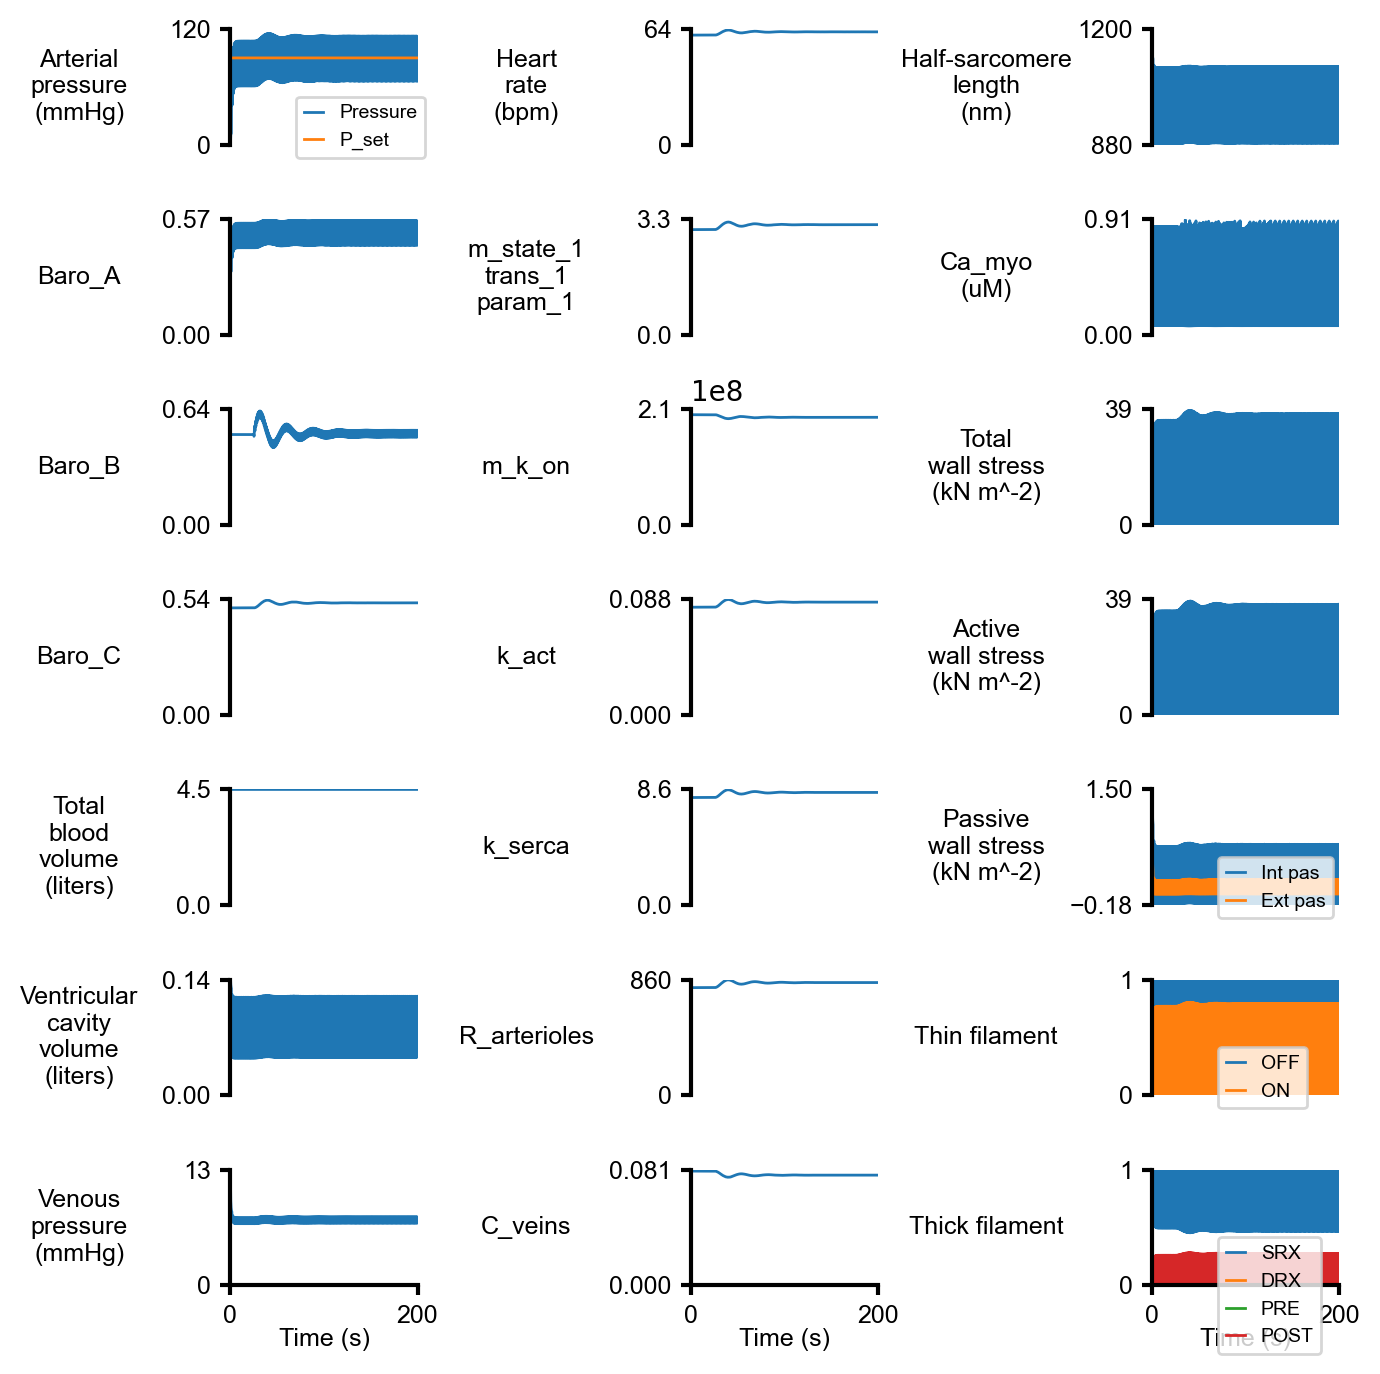 Arterial
pressure
(mmHg)
120
0
Pressure
P_set
Heart
rate
(bpm)
64
0
Half-sarcomere
length
(nm)
1200
880
Baro_A
0.57
0.00
m_state_1
trans_1
param_1
3.3
0.0
Ca_myo
(uM)
0.91
0.00
Baro_B
0.64
0.00
m_k_on
1e8
2.1
0.0
Total
wall stress
(kN m^-2)
39
0
Baro_C
0.54
0.00
k_act
0.088
0.000
Active
wall stress
(kN m^-2)
39
0
Total
blood
volume
(liters)
4.5
0.0
k_serca
8.6
0.0
Passive
wall stress
(kN m^-2)
1.50
−0.18
Int pas
Ext pas
Ventricular
cavity
volume
(liters)
0.14
0.00
R_arterioles
860
0
Thin filament
1
0
OFF
ON
Venous
pressure
(mmHg)
13
0
0 200
Time (s)
C_veins
0.081
0.000
0 200
Time (s)
Thick filament
1
0
SRX
DRX
PRE
POST
0 200
Time (s)